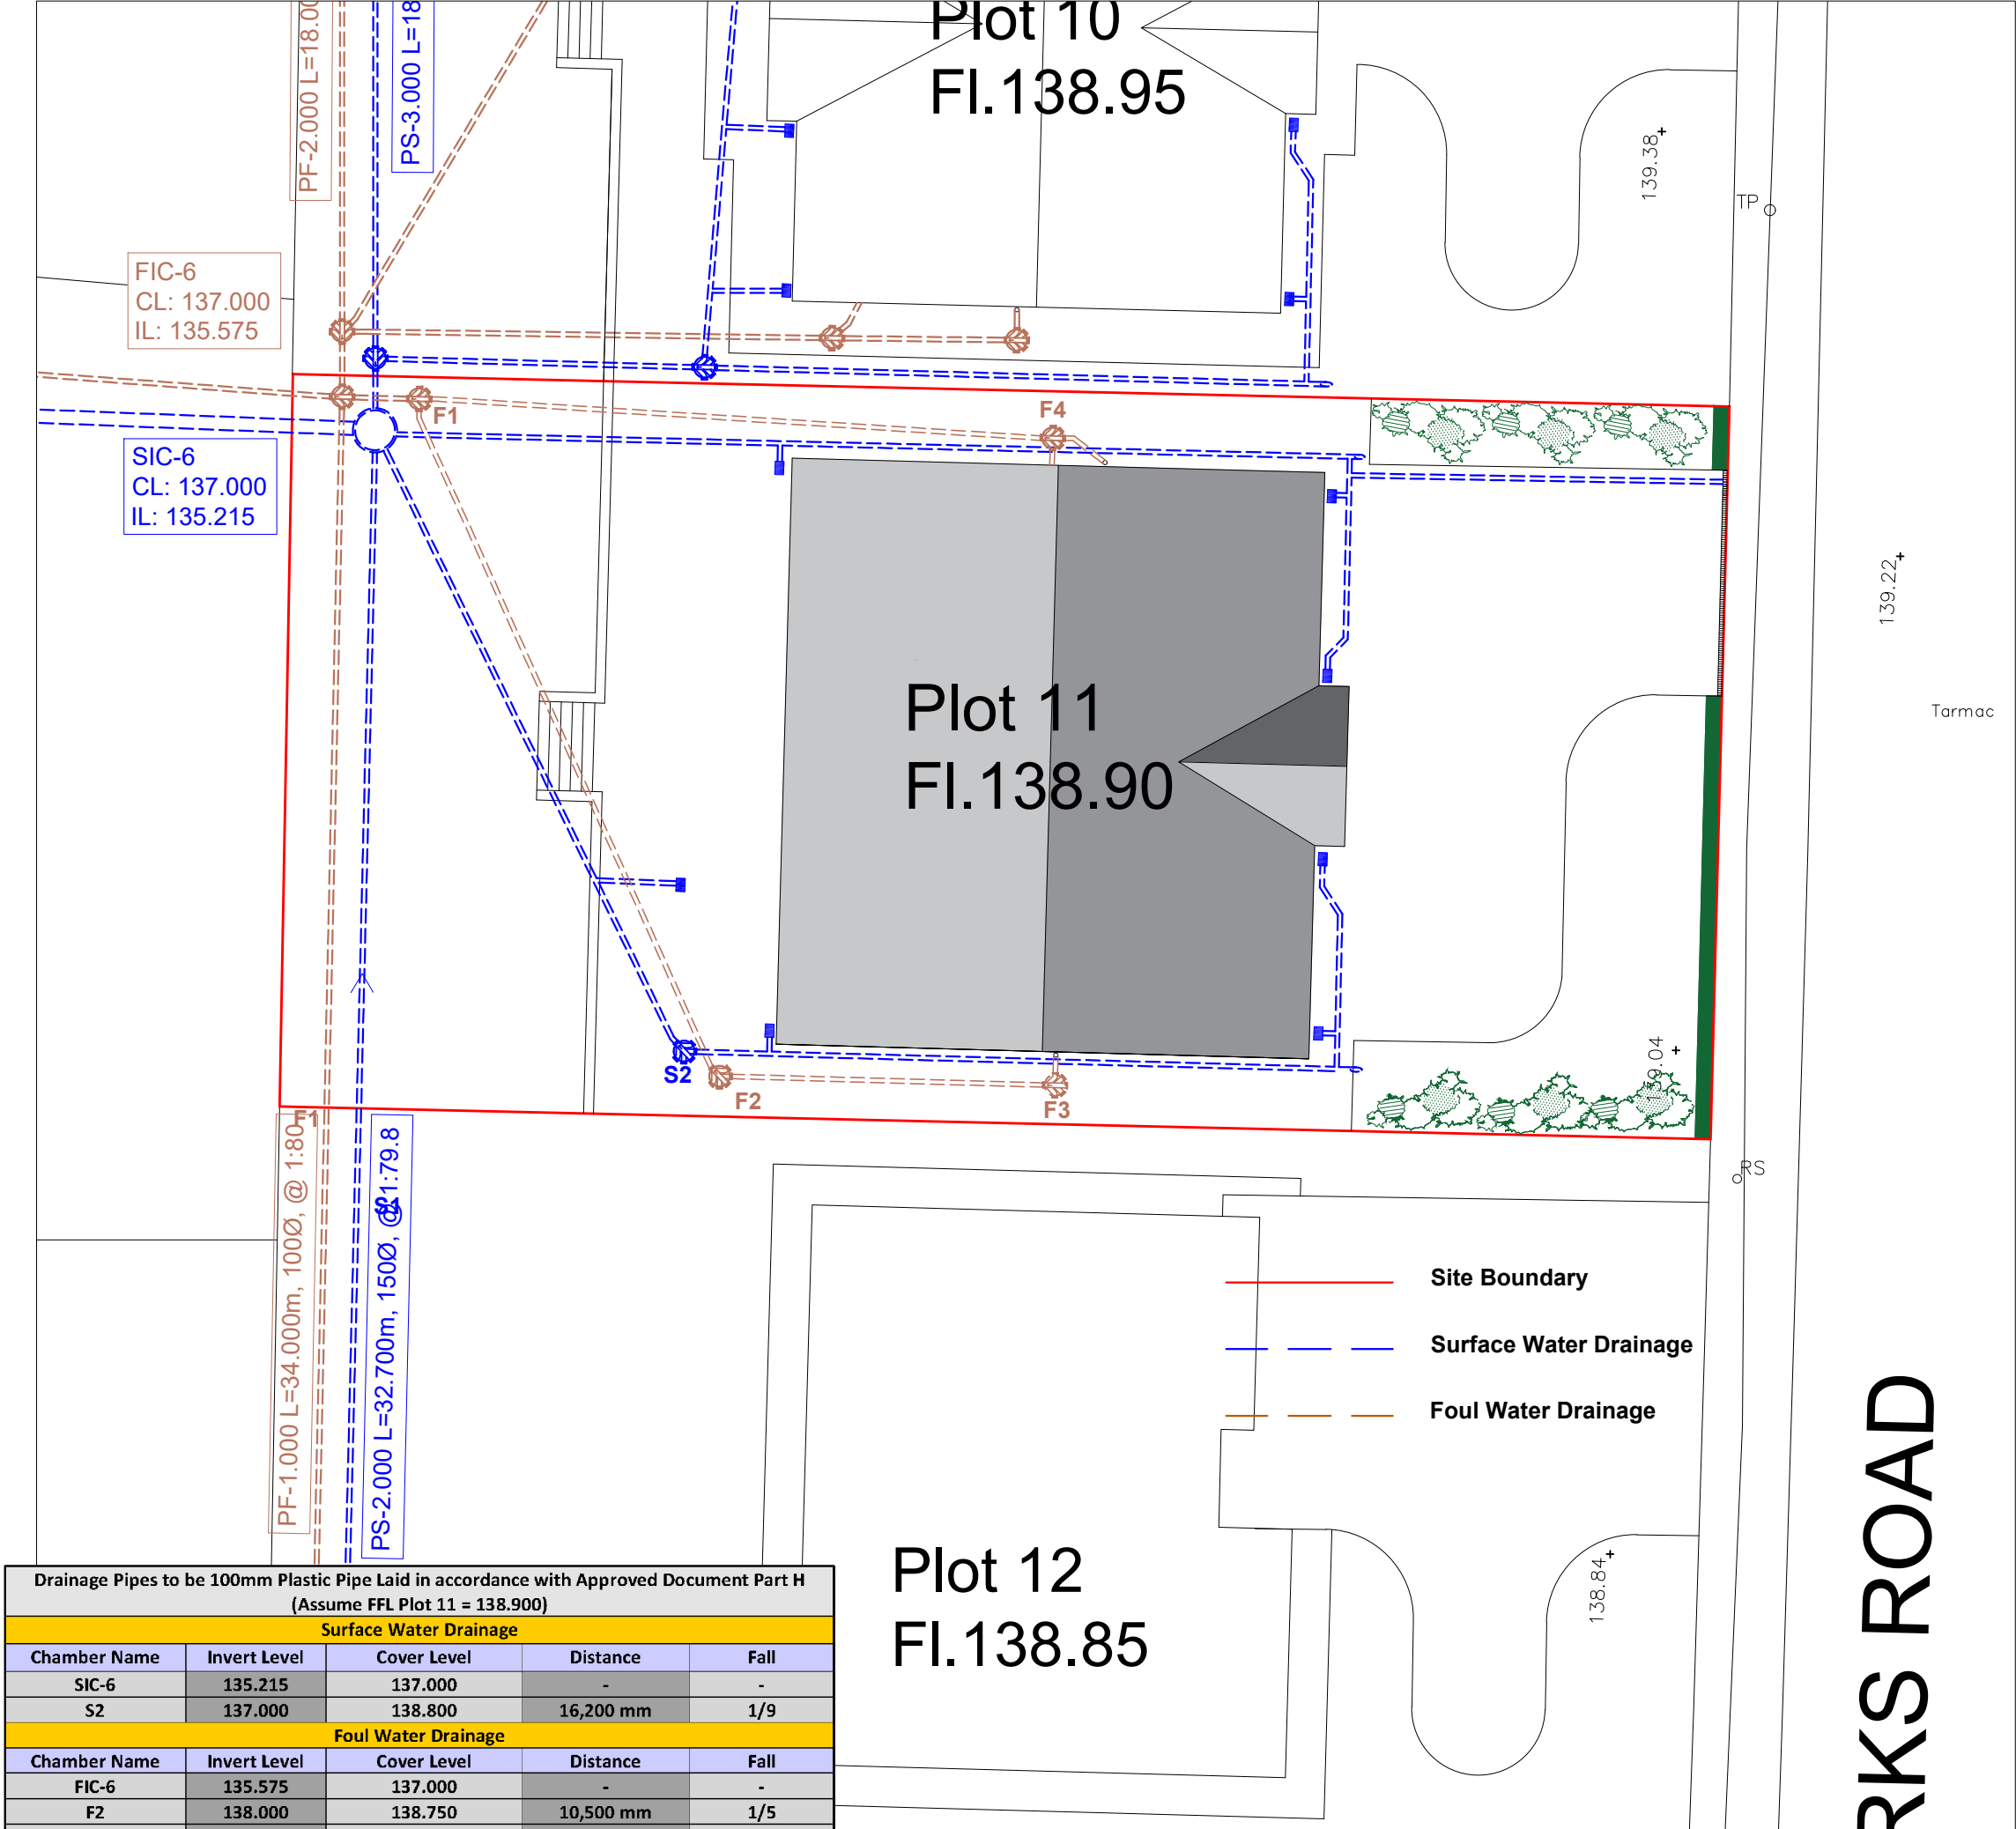 Plot 10
Fl.138.95
PF-2.000 L=18.00
PS-3.000 L=18
139.38
TP
FIC-6
CL: 137.000
IL: 135.575
F1
F4
SIC-6
CL: 137.000
IL: 135.215
139.22
Tarmac
Plot 11
Fl.138.90
S2
F2
F3
RS
F1
PF-1.000 L=34.000m, 100Ø, @ 1:80
PS-2.000 L=32.700m, 150Ø, @1:79.8
Site Boundary
Surface Water Drainage
Foul Water Drainage
Plot 12
Fl.138.85
138.84
RKS ROAD
Drainage Pipes to be 100mm Plastic Pipe Laid in accordance with Approved Document Part H
(Assume FFL Plot 11 = 138.900)
Surface Water Drainage
Chamber Name Invert Level Cover Level Distance Fall
SIC-6 135.215 137.000 - -
S2 137.000 138.800 16,200 mm 1/9
Foul Water Drainage
Chamber Name Invert Level Cover Level Distance Fall
FIC-6 135.575 137.000 - -
F2 138.000 138.750 10,500 mm 1/5